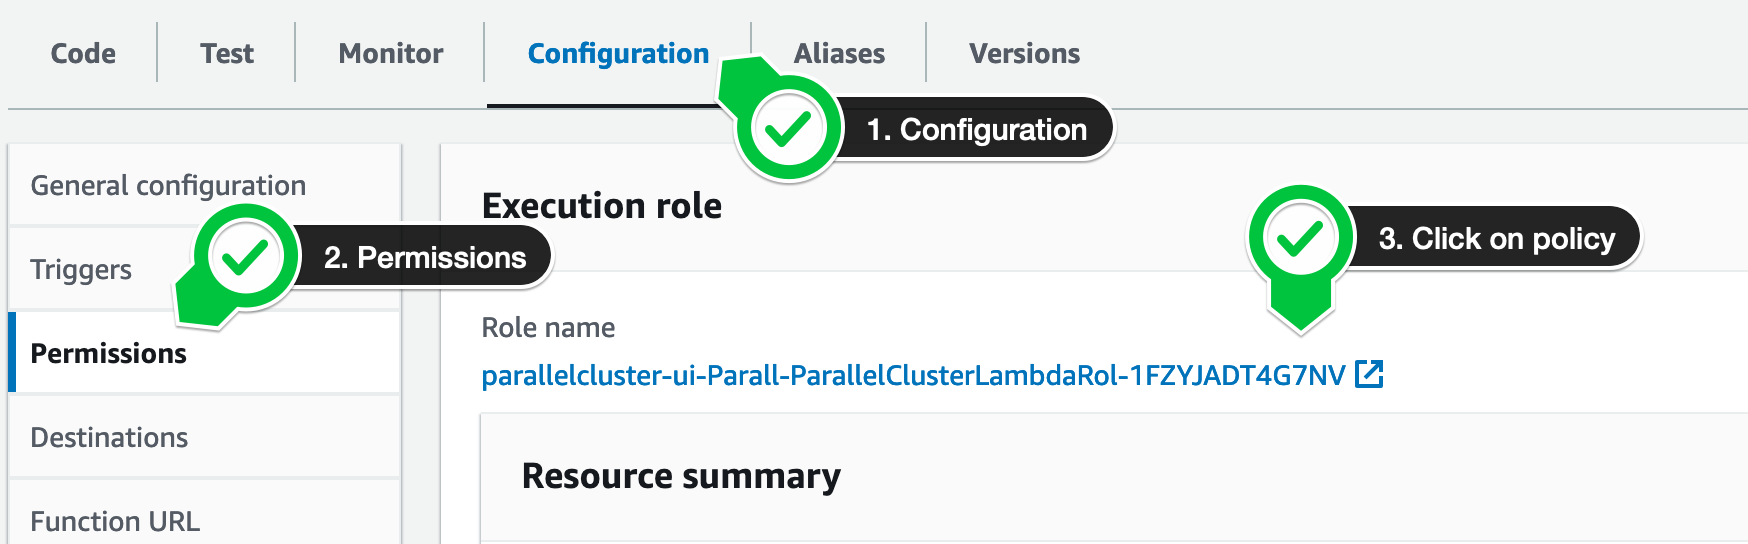 Code
Test
Monitor
Configuration
Aliases
Versions
1. Configuration
General configuration
Triggers
2. Permissions
Permissions
Destinations
Function URL
Execution role
3. Click on policy
Role name
parallelcluster-ui-Parall-ParallelClusterLambdaRol-1FZYJADT4G7NV
Resource summary